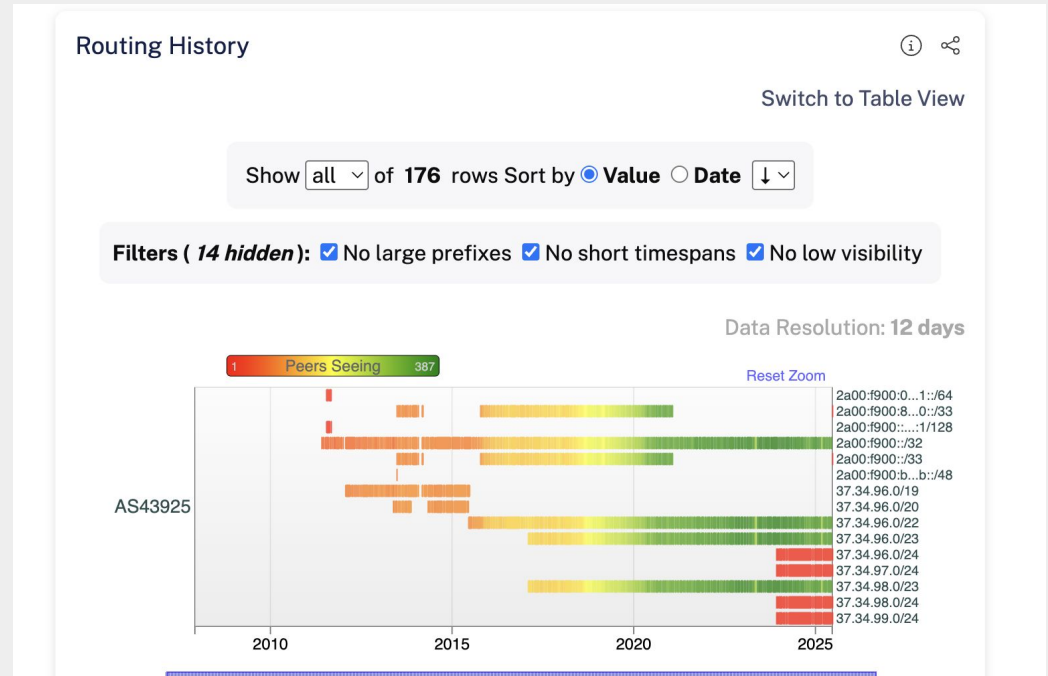 Routing History
Switch to Table View
Show all of 176 rows Sort by Value Date ↓
Filters ( 14 hidden): No large prefixes No short timespans No low visibility
Data Resolution: 12 days
1 Peers Seeing 387
Reset Zoom
2a00:f900:0...1::/64
2a00:f900:8...0::/33
2a00:f900::...:1/128
2a00:f900::/32
2a00:f900::/33
2a00:f900:b...b::/48
37.34.96.0/19
AS43925
37.34.96.0/20
37.34.96.0/22
37.34.96.0/23
37.34.96.0/24
37.34.97.0/24
37.34.98.0/23
37.34.98.0/24
37.34.99.0/24
2010 2015 2020 2025